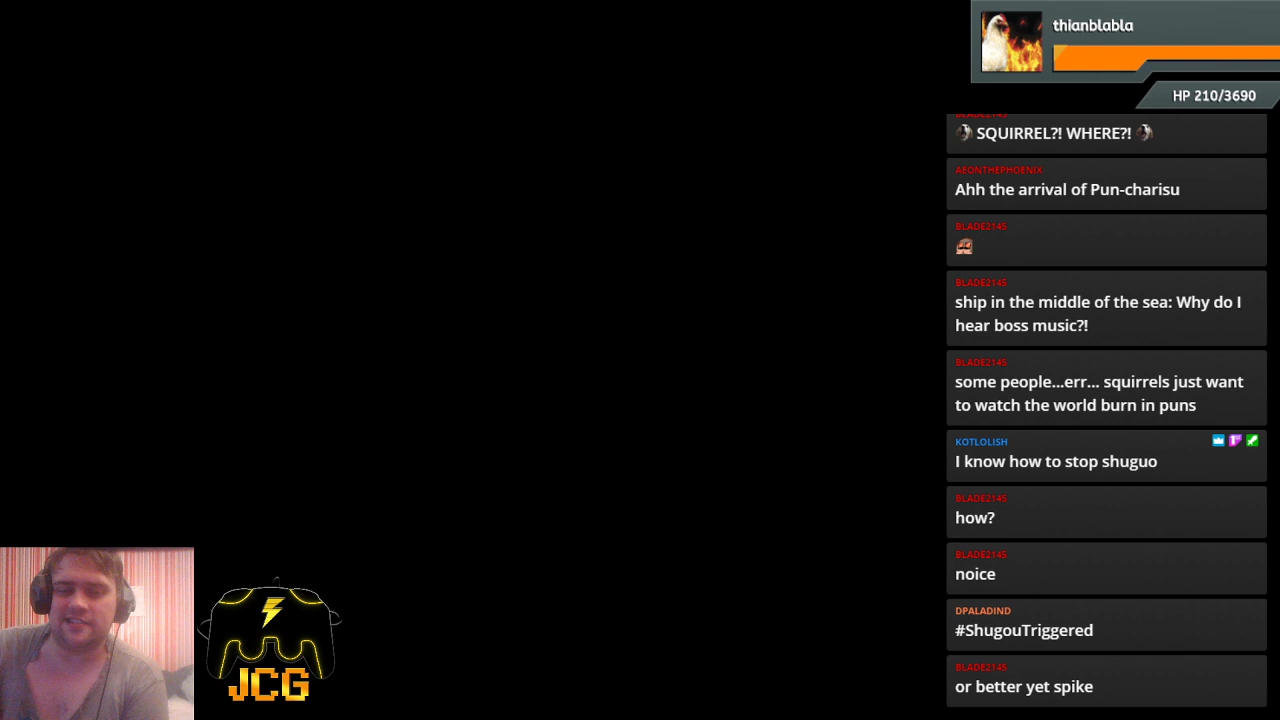 thianblabla
HP 210/3690
BLADE2145
SQUIRREL?! WHERE?!
AEONTHEPHOENIX
Ahh the arrival of Pun-charisu
BLADE2145
BLADE2145
ship in the middle of the sea: Why do I
hear boss music?!
BLADE2145
some people...err... squirrels just want
to watch the world burn in puns
KOTLOLISH
I know how to stop shuguo
BLADE2145
how?
BLADE2145
noice
DPALADIND
#ShugouTriggered
BLADE2145
or better yet spike
JCG